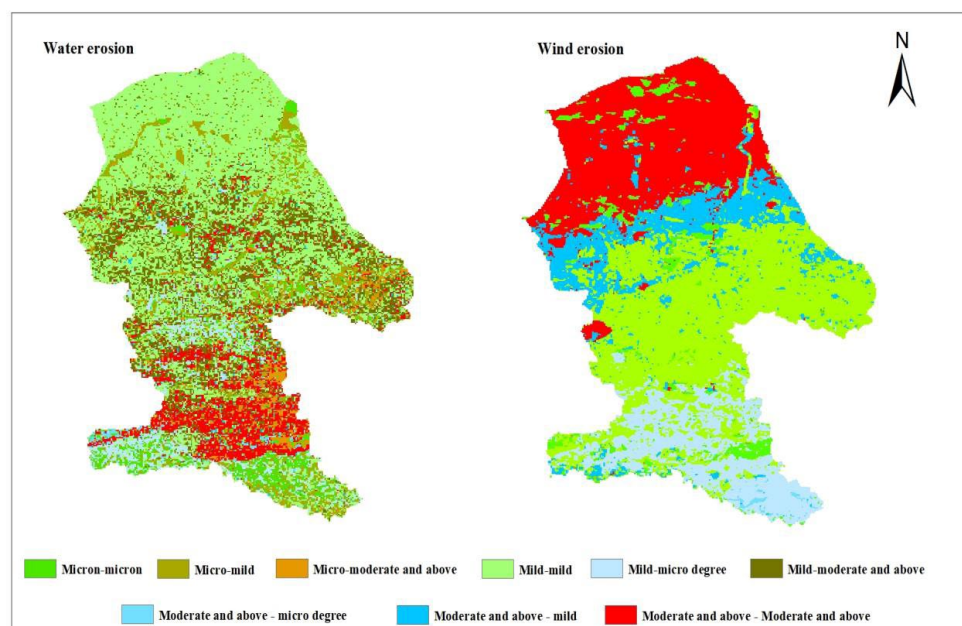 Water erosion
Wind erosion
N
Micron-micron
Micro-mild
Micro-moderate and above
Mild-mild
Mild-micro degree
Mild-moderate and above
Moderate and above - micro degree
Moderate and above - mild
Moderate and above - Moderate and above